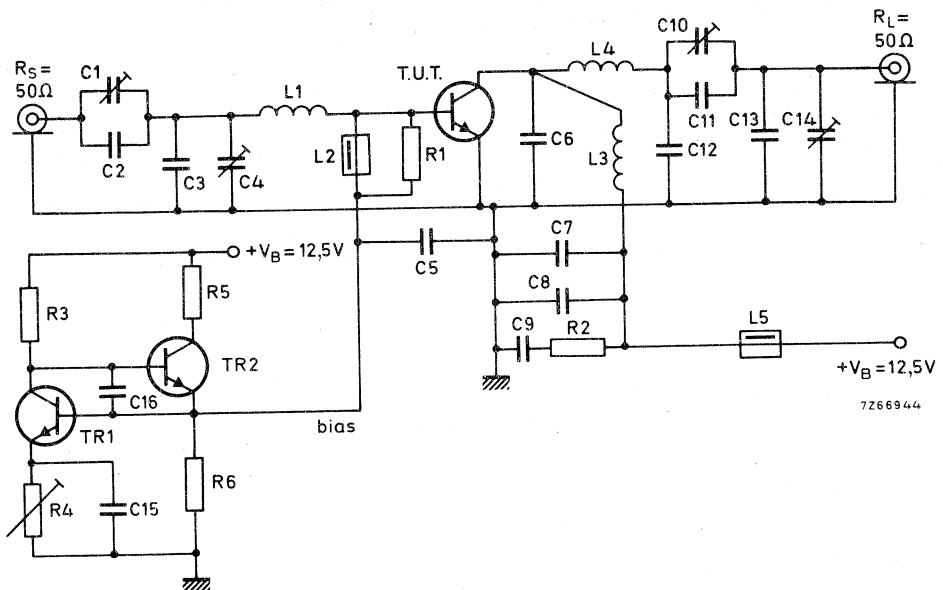 R_S =
50Ω
C1
C2
C3
C4
L1
L2
R1
T.U.T.
C6
L4
L3
C10
C11
C12
C13
C14
R_L =
50Ω
C5
C7
C8
C9
R2
L5
+V_B = 12,5V
7Z66944
+V_B = 12,5V
R3
R5
TR2
C16
TR1
bias
R4
C15
R6